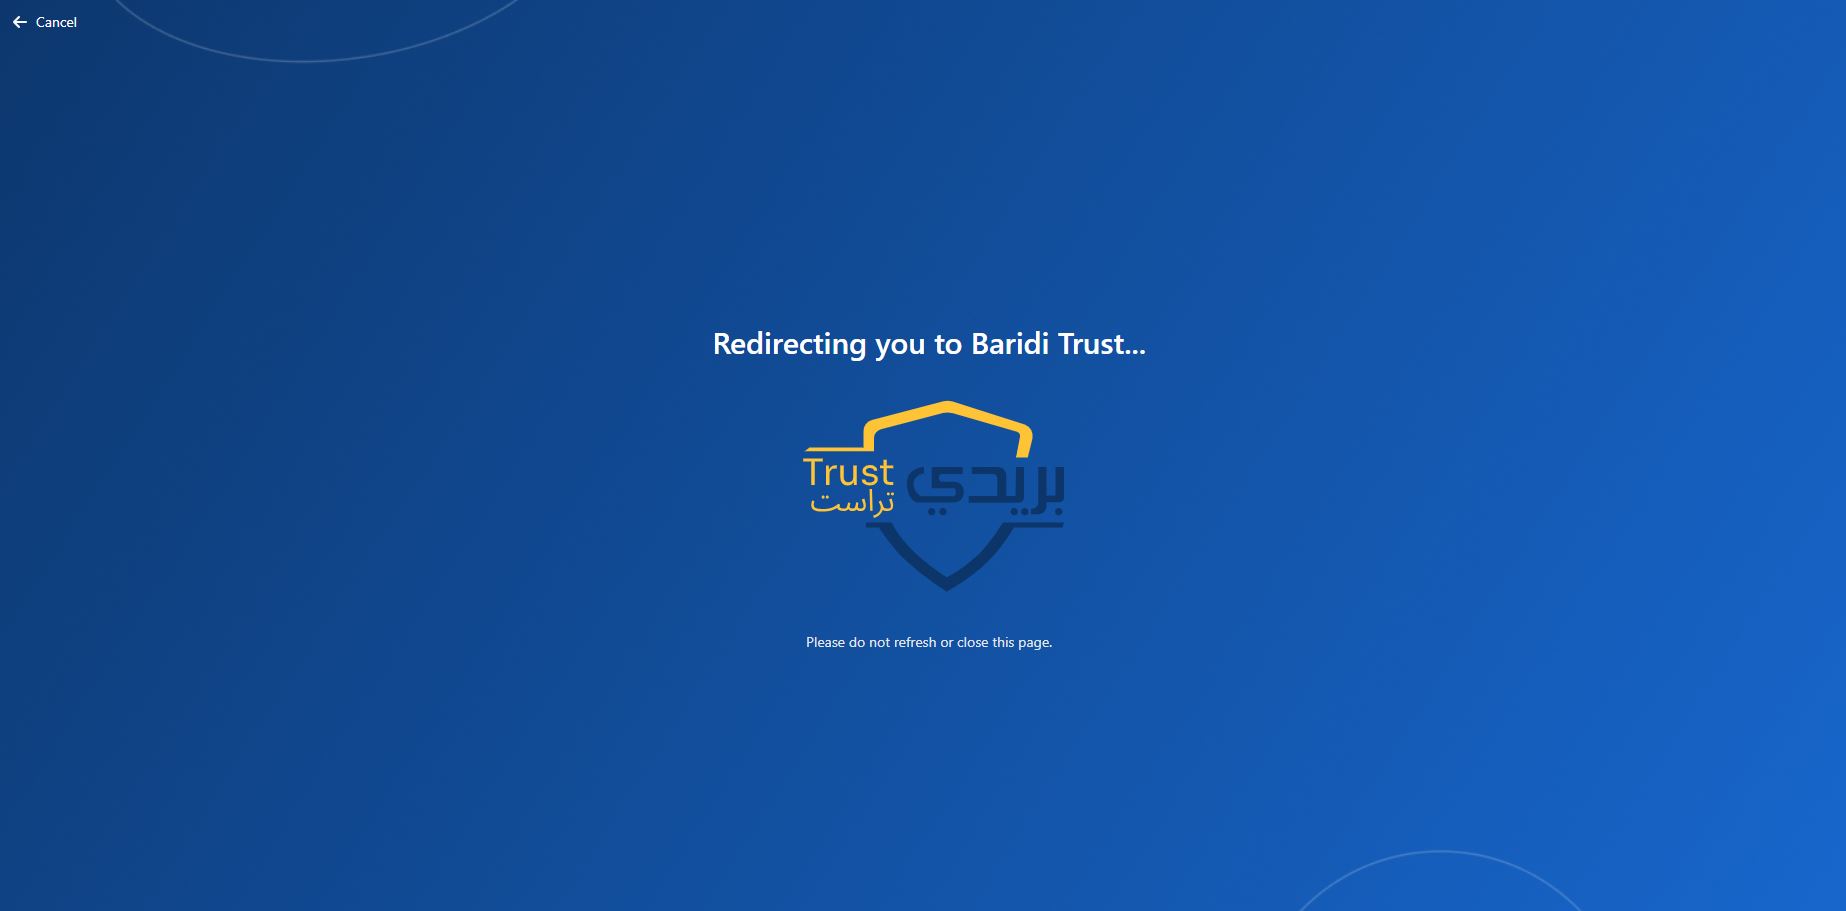 Cancel
Redirecting you to Baridi Trust...
Trust
تراست
بريدي
Please do not refresh or close this page.